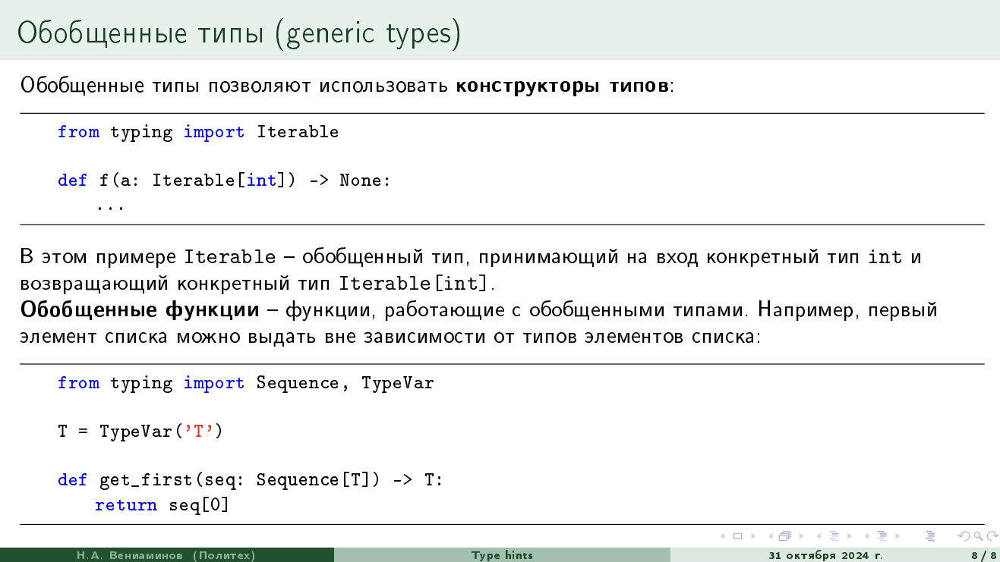 Обобщенные типы (generic types)
Обобщенные типы позволяют использовать конструкторы типов:
from typing import Iterable
def f(a: Iterable[int]) -> None:
...
В этом примере Iterable – обобщенный тип, принимающий на вход конкретный тип int и
возвращающий конкретный тип Iterable[int].
Обобщенные функции – функции, работающие с обобщенными типами. Например, первый
элемент списка можно выдать вне зависимости от типов элементов списка:
from typing import Sequence, TypeVar
T = TypeVar('T')
def get_first(seq: Sequence[T]) -> T:
return seq[0]
Н.А. Вениаминов (Политех) Type hints 31 октября 2024 г. 8 / 8